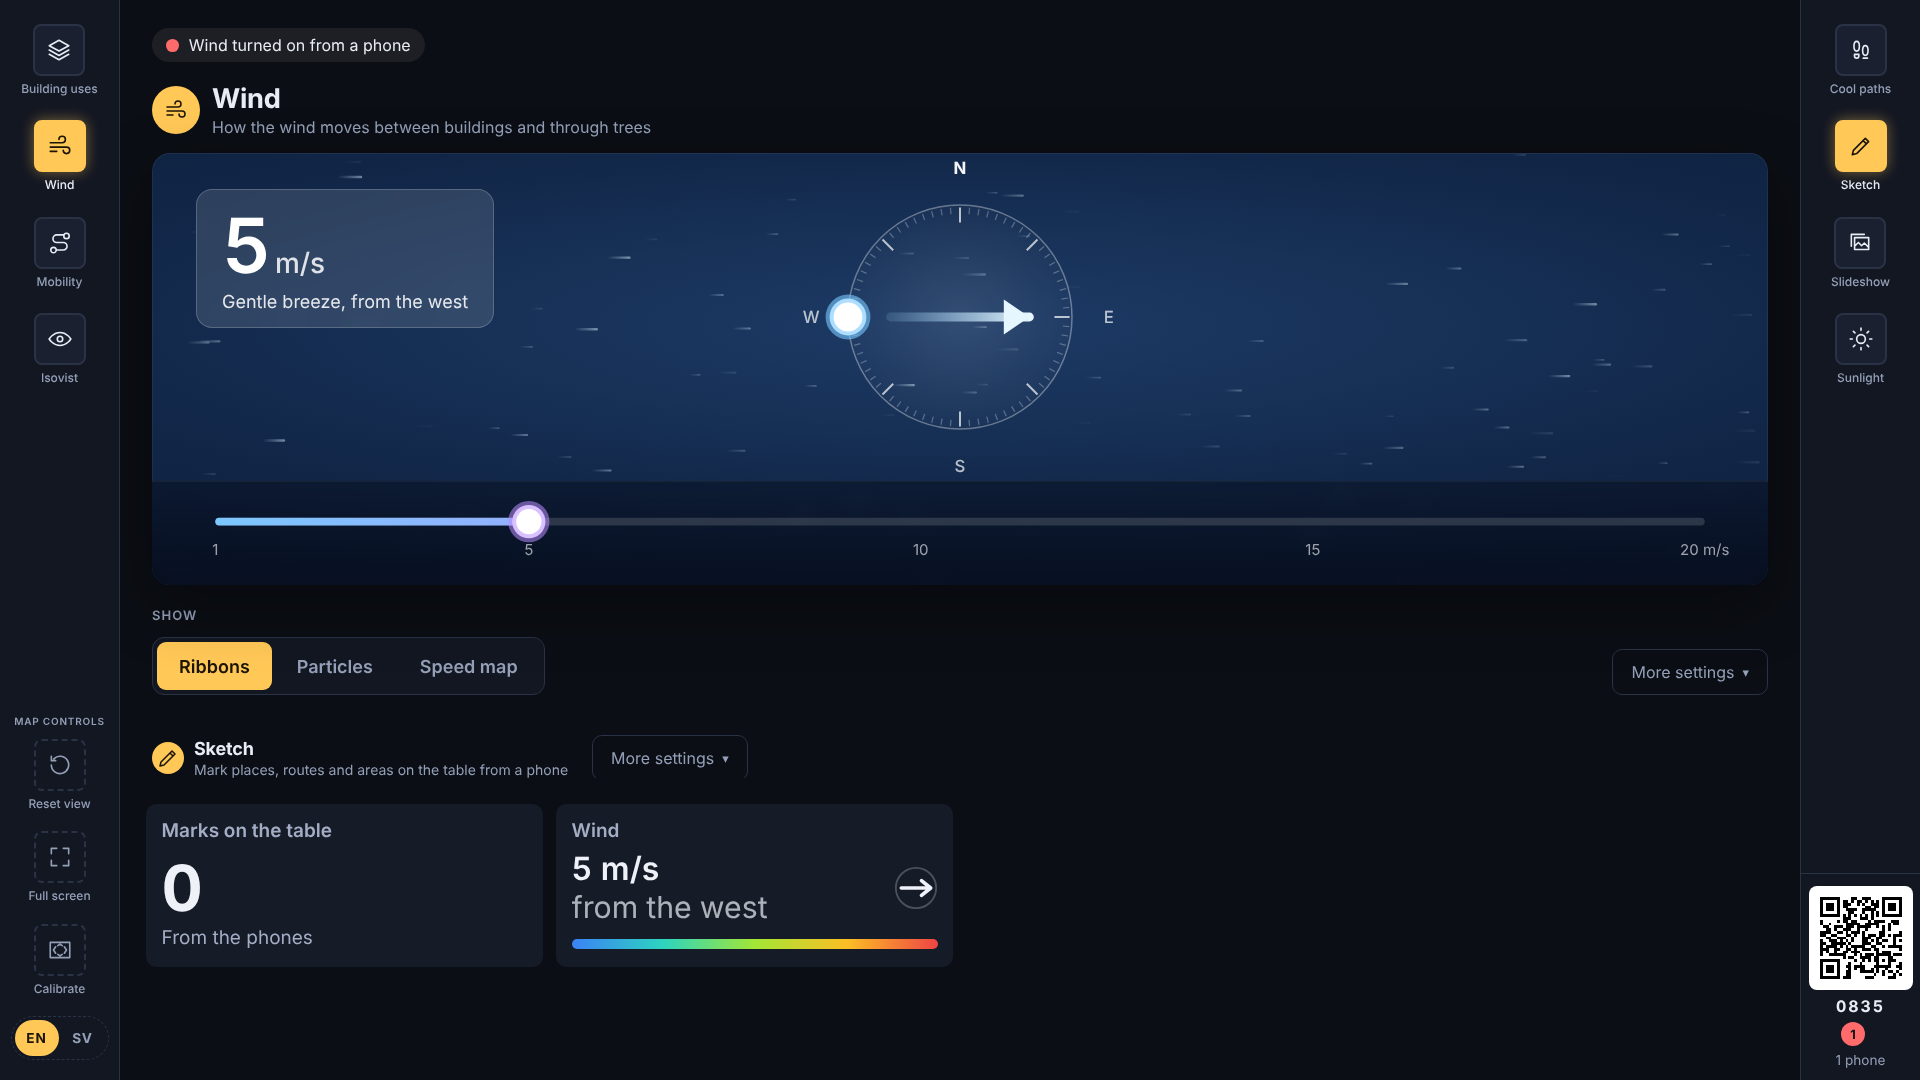 Building uses
Wind
Mobility
Isovist
MAP CONTROLS
Reset view
Full screen
Calibrate
EN SV
Wind turned on from a phone
Wind
How the wind moves between buildings and through trees
5 m/s
Gentle breeze, from the west
N
W
E
S
1 5 10 15 20 m/s
SHOW
Ribbons Particles Speed map
More settings ▾
Sketch
Mark places, routes and areas on the table from a phone
More settings ▾
Marks on the table
0
From the phones
Wind
5 m/s
from the west
Cool paths
Sketch
Slideshow
Sunlight
0835
1
1 phone